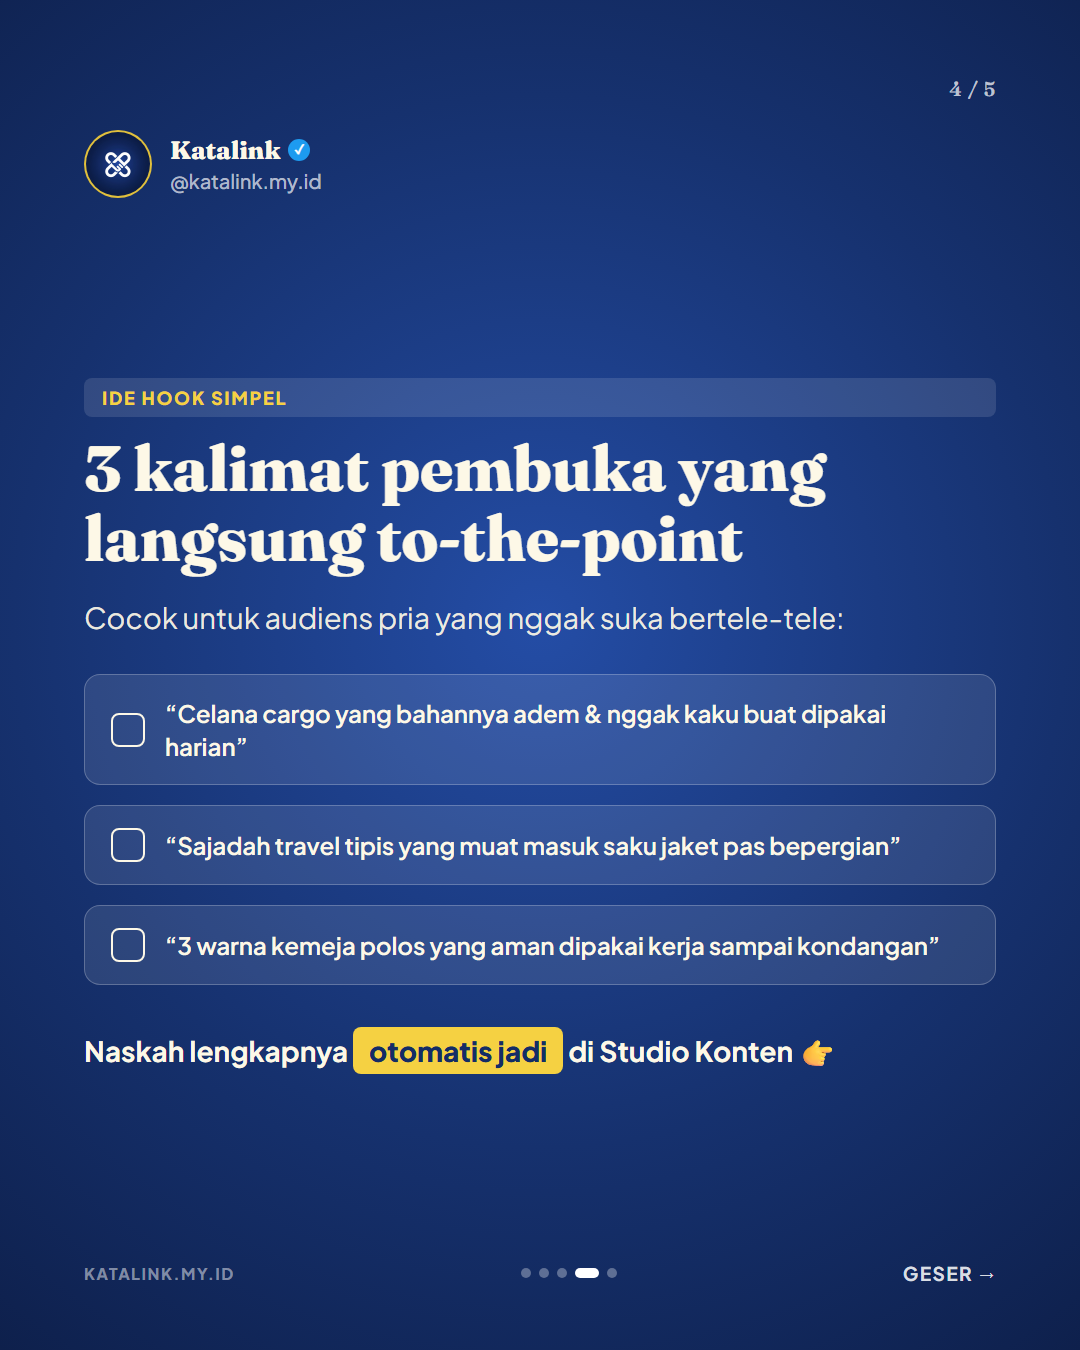 4 / 5
Katalink
@katalink.my.id
IDE HOOK SIMPEL
3 kalimat pembuka yang
langsung to-the-point
Cocok untuk audiens pria yang nggak suka bertele-tele:
“Celana cargo yang bahannya adem & nggak kaku buat dipakai
harian”
“Sajadah travel tipis yang muat masuk saku jaket pas bepergian”
“3 warna kemeja polos yang aman dipakai kerja sampai kondangan”
Naskah lengkapnya otomatis jadi di Studio Konten 👉
KATALINK.MY.ID
GESER →